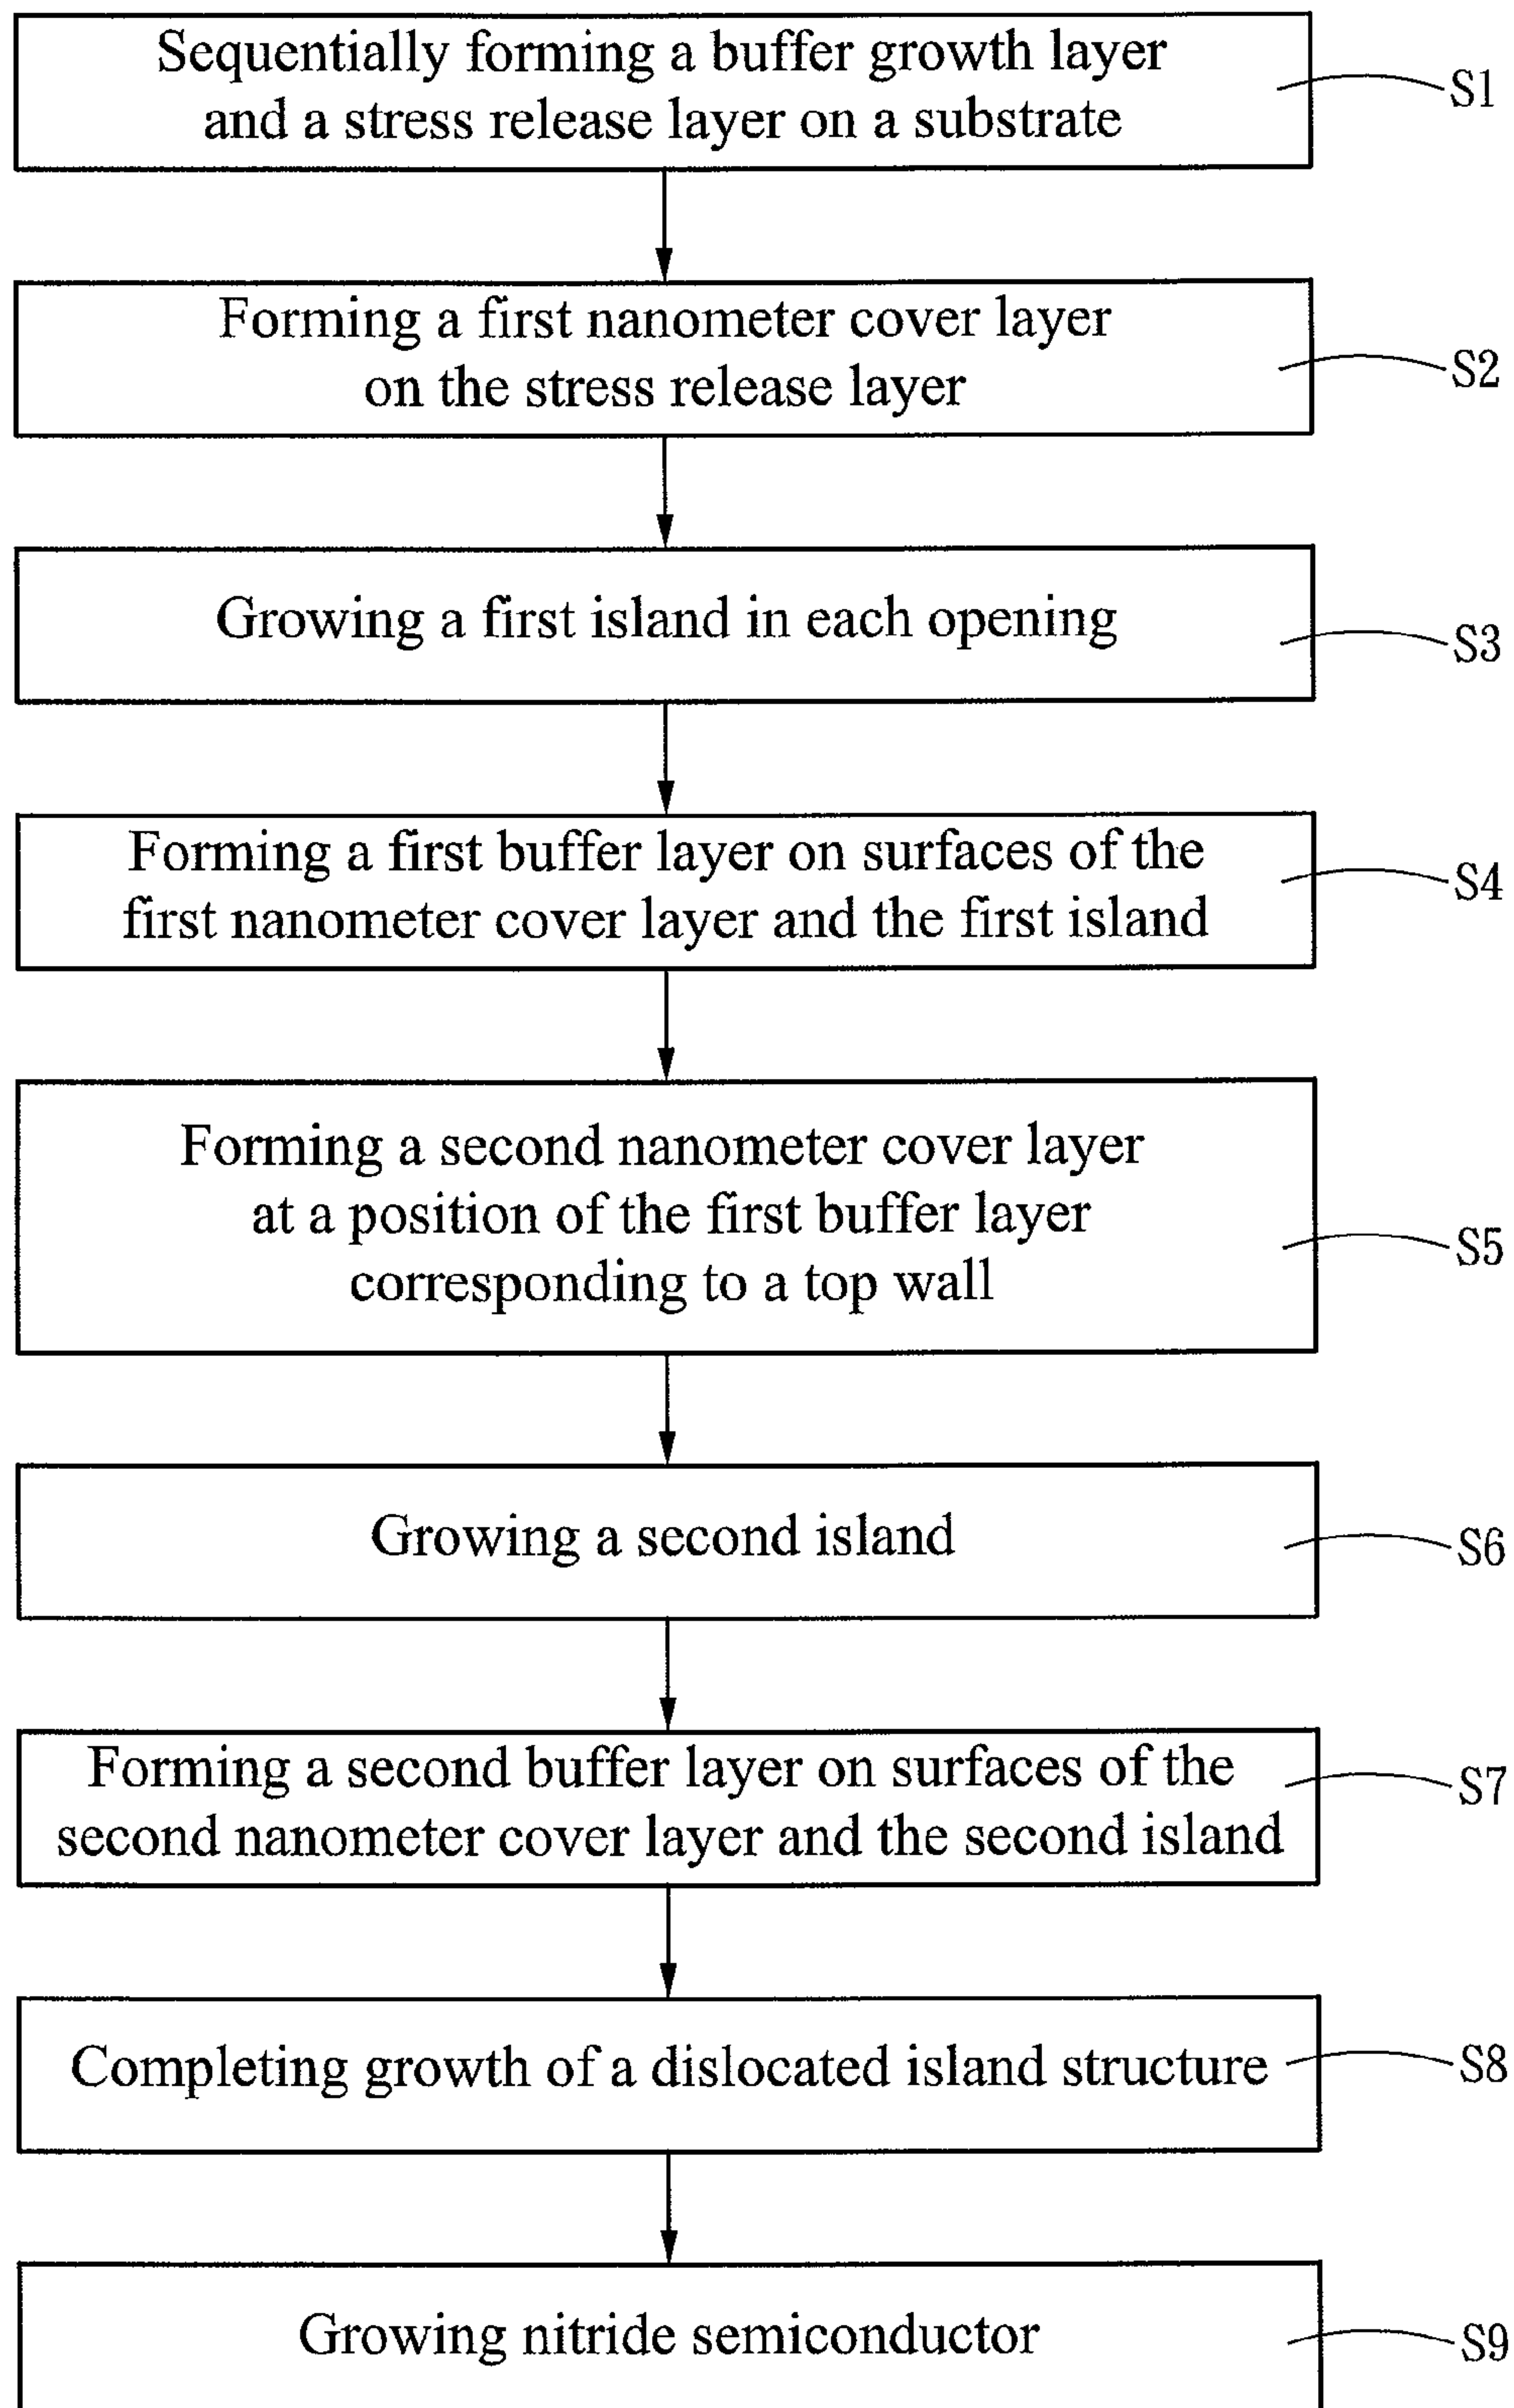 Sequentially forming a buffer growth layer
and a stress release layer on a substrate
S1
Forming a first nanometer cover layer
on the stress release layer
S2
Growing a first island in each opening
S3
Forming a first buffer layer on surfaces of the
first nanometer cover layer and the first island
S4
Forming a second nanometer cover layer
at a position of the first buffer layer
corresponding to a top wall
S5
Growing a second island
S6
Forming a second buffer layer on surfaces of the
second nanometer cover layer and the second island
S7
Completing growth of a dislocated island structure
S8
Growing nitride semiconductor
S9